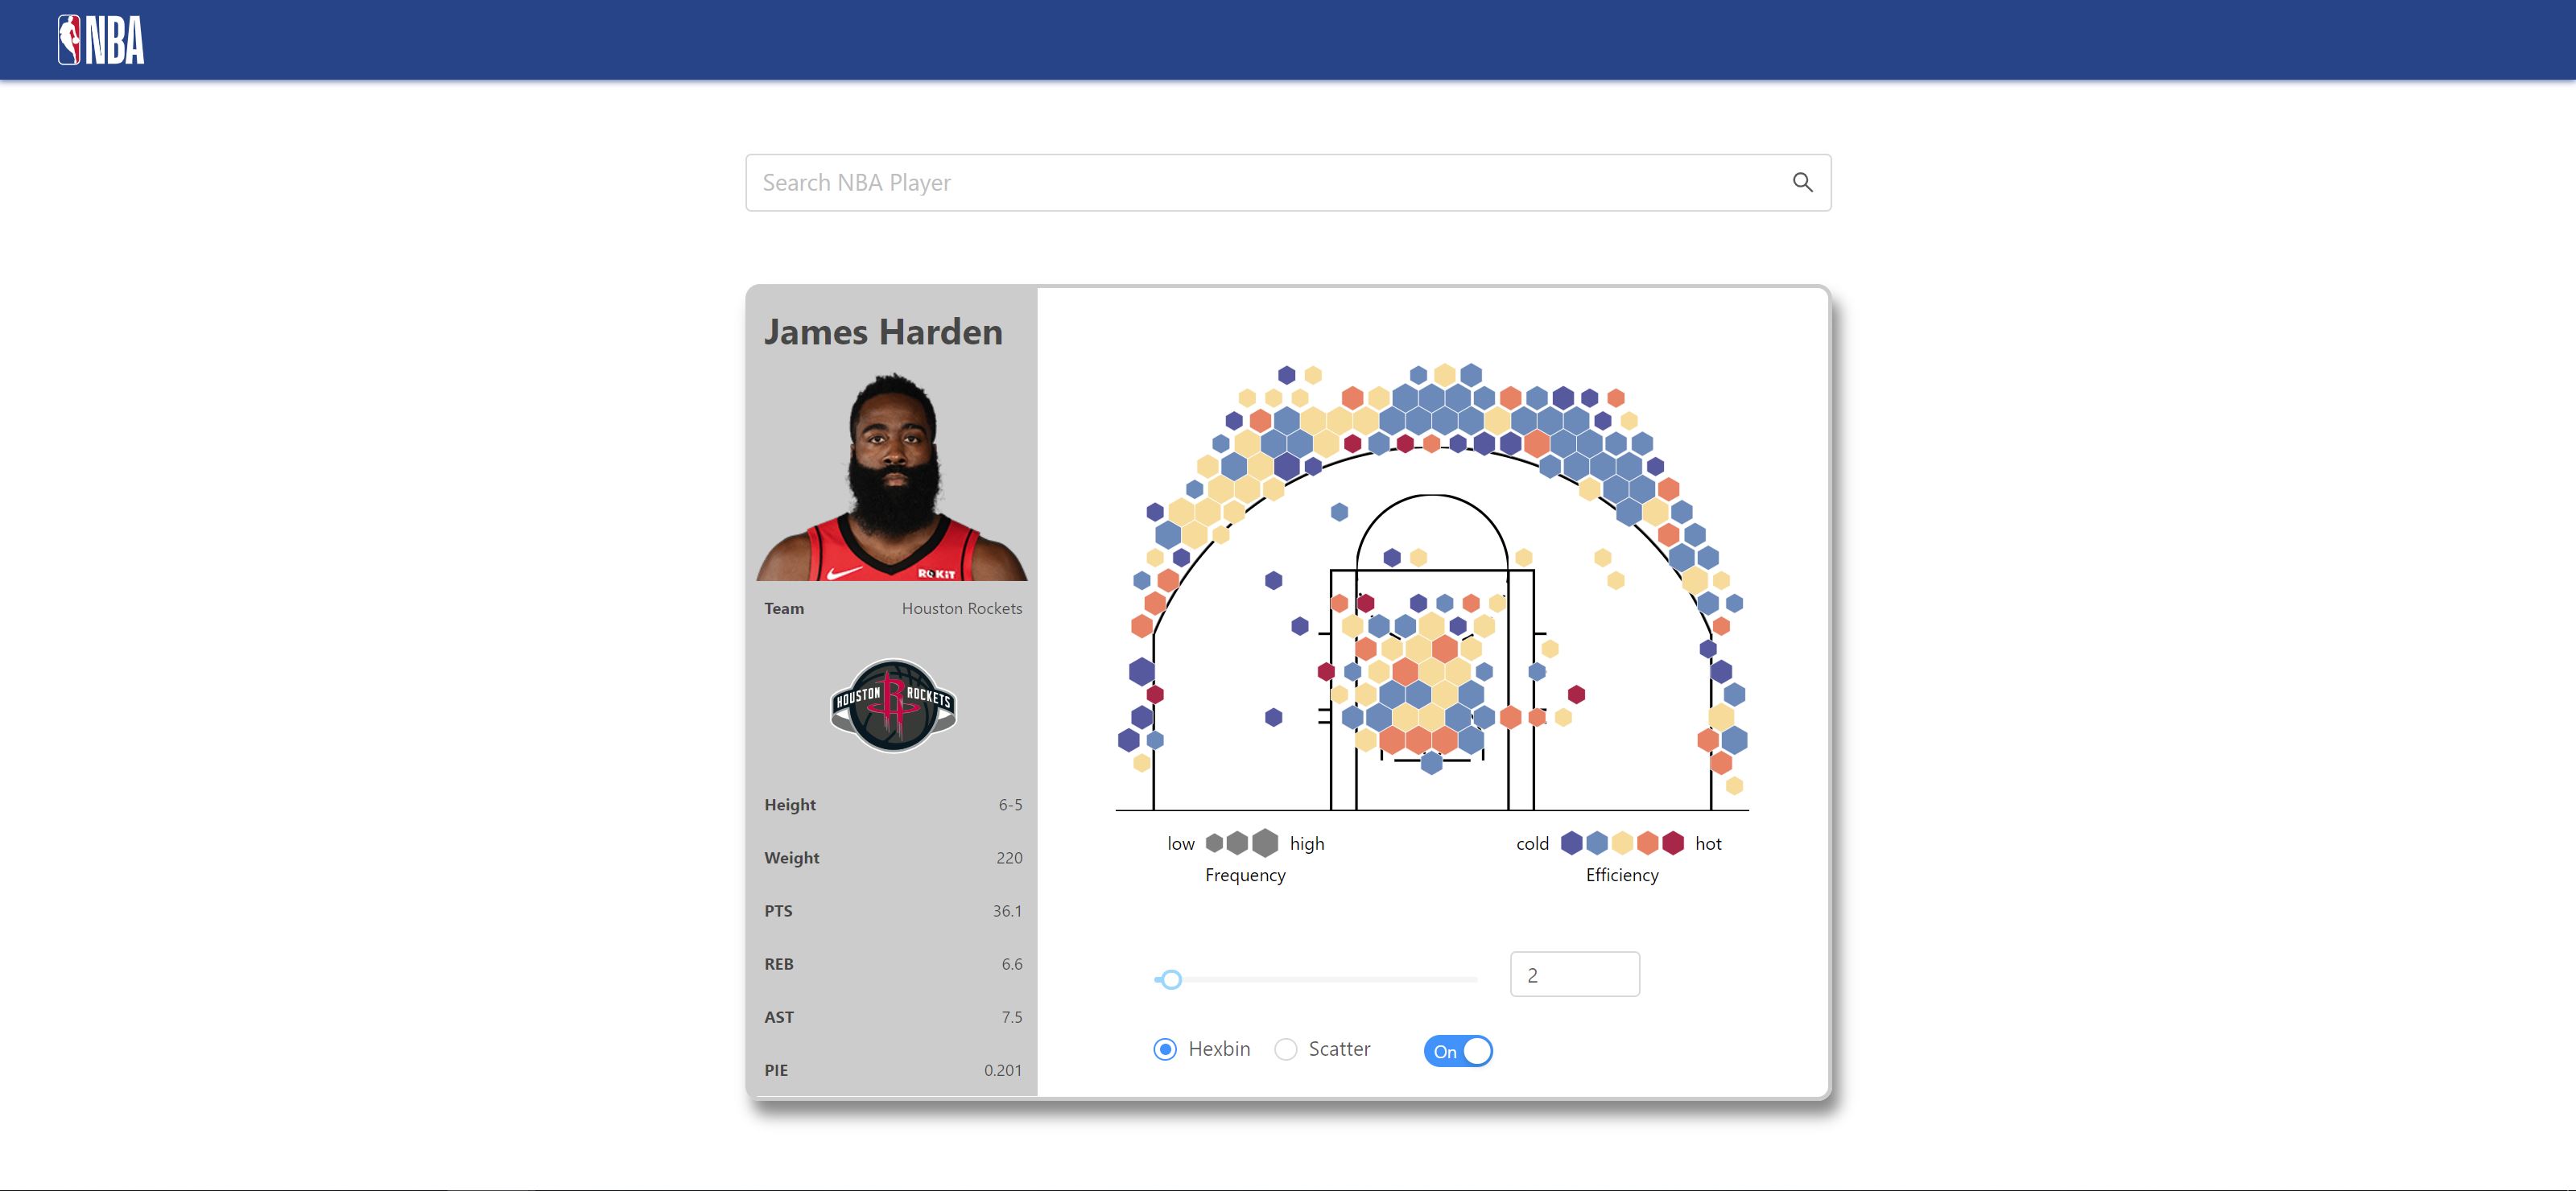 NBA
Search NBA Player
James Harden
ROKiT
Team Houston Rockets
HOUSTON R ROCKETS
Height 6-5
Weight 220
PTS 36.1
REB 6.6
AST 7.5
PIE 0.201
low high
Frequency
cold hot
Efficiency
2
Hexbin Scatter On